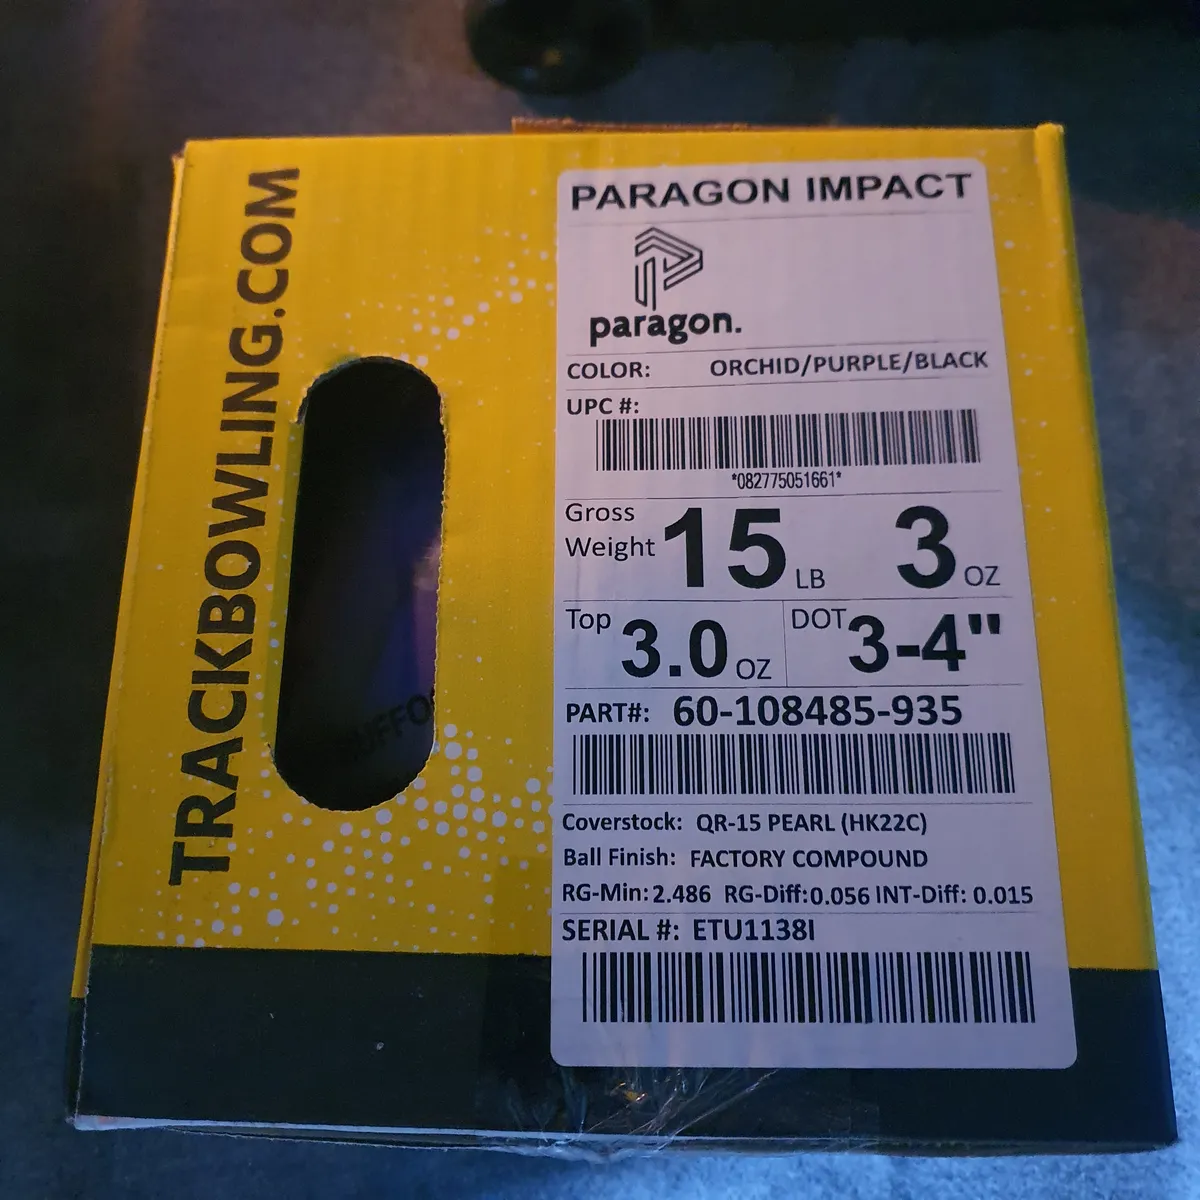 TRACKBOWLING.COM
PARAGON IMPACT
paragon.
COLOR: ORCHID/PURPLE/BLACK
UPC #:
*082775051661*
Gross Weight 15 LB 3 OZ
Top 3.0 OZ DOT 3-4"
PART#: 60-108485-935
Coverstock: QR-15 PEARL (HK22C)
Ball Finish: FACTORY COMPOUND
RG-Min: 2.486 RG-Diff: 0.056 INT-Diff: 0.015
SERIAL #: ETU1138I